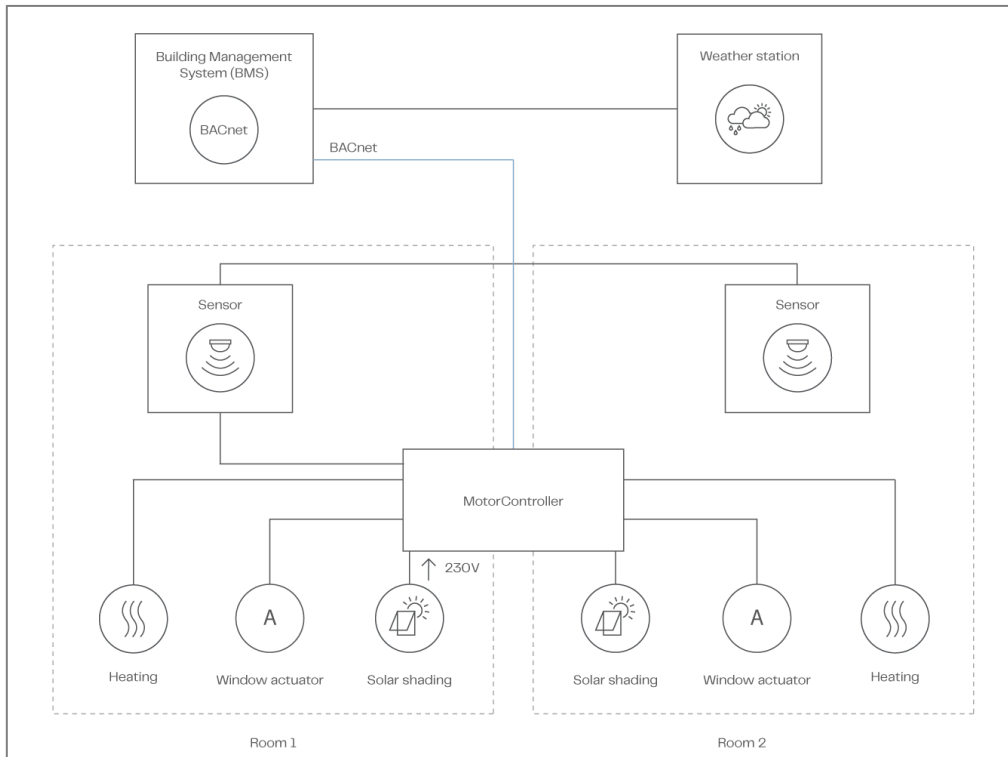 Building Management
System (BMS)
BACnet
Weather station
BACnet
Sensor
Sensor
MotorController
230V
A
A
Heating
Window actuator
Solar shading
Solar shading
Window actuator
Heating
Room 1
Room 2